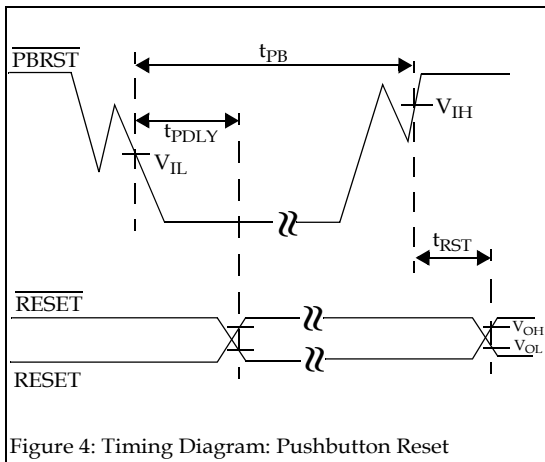 PBRST
tPB
VIH
tPDLY
VIL
tRST
RESET
VOH
VOL
RESET
Figure 4: Timing Diagram: Pushbutton Reset